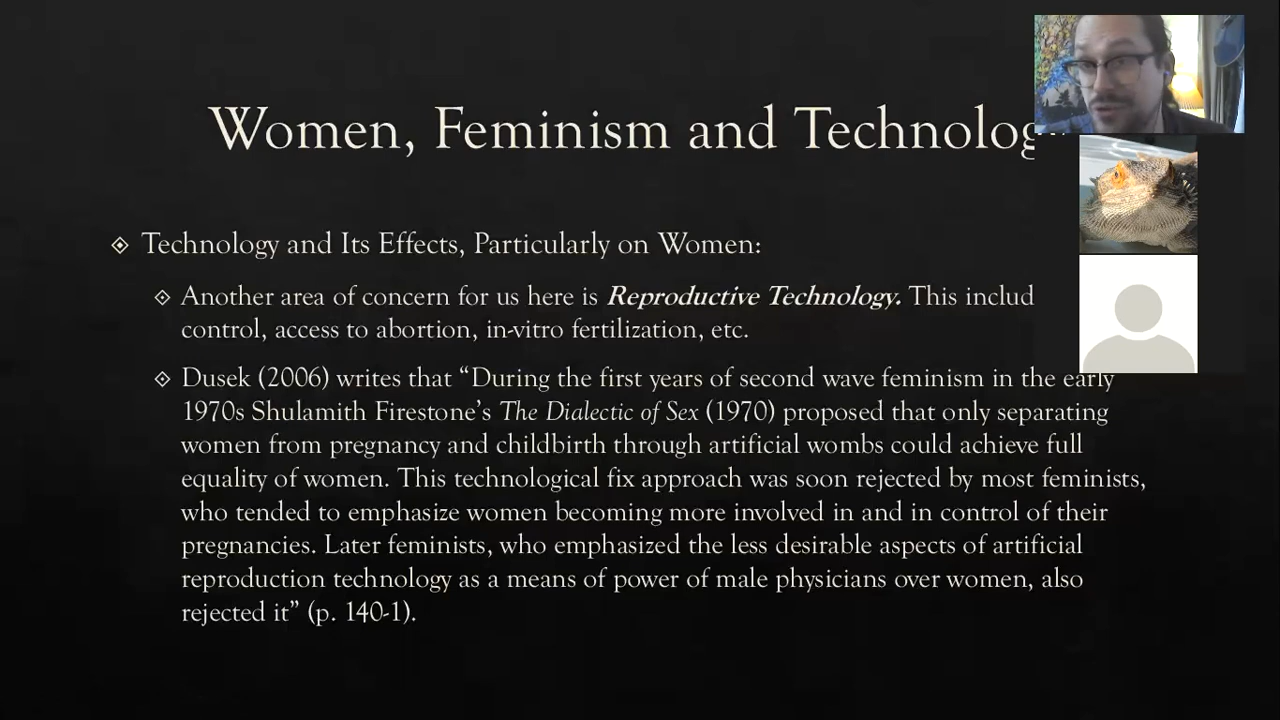 Women, Feminism and Technolog
Technology and Its Effects, Particularly on Women:
Another area of concern for us here is Reproductive Technology. This includ
control, access to abortion, in-vitro fertilization, etc.
Dusek (2006) writes that “During the first years of second wave feminism in the early
1970s Shulamith Firestone’s The Dialectic of Sex (1970) proposed that only separating
women from pregnancy and childbirth through artificial wombs could achieve full
equality of women. This technological fix approach was soon rejected by most feminists,
who tended to emphasize women becoming more involved in and in control of their
pregnancies. Later feminists, who emphasized the less desirable aspects of artificial
reproduction technology as a means of power of male physicians over women, also
rejected it” (p. 140-1).